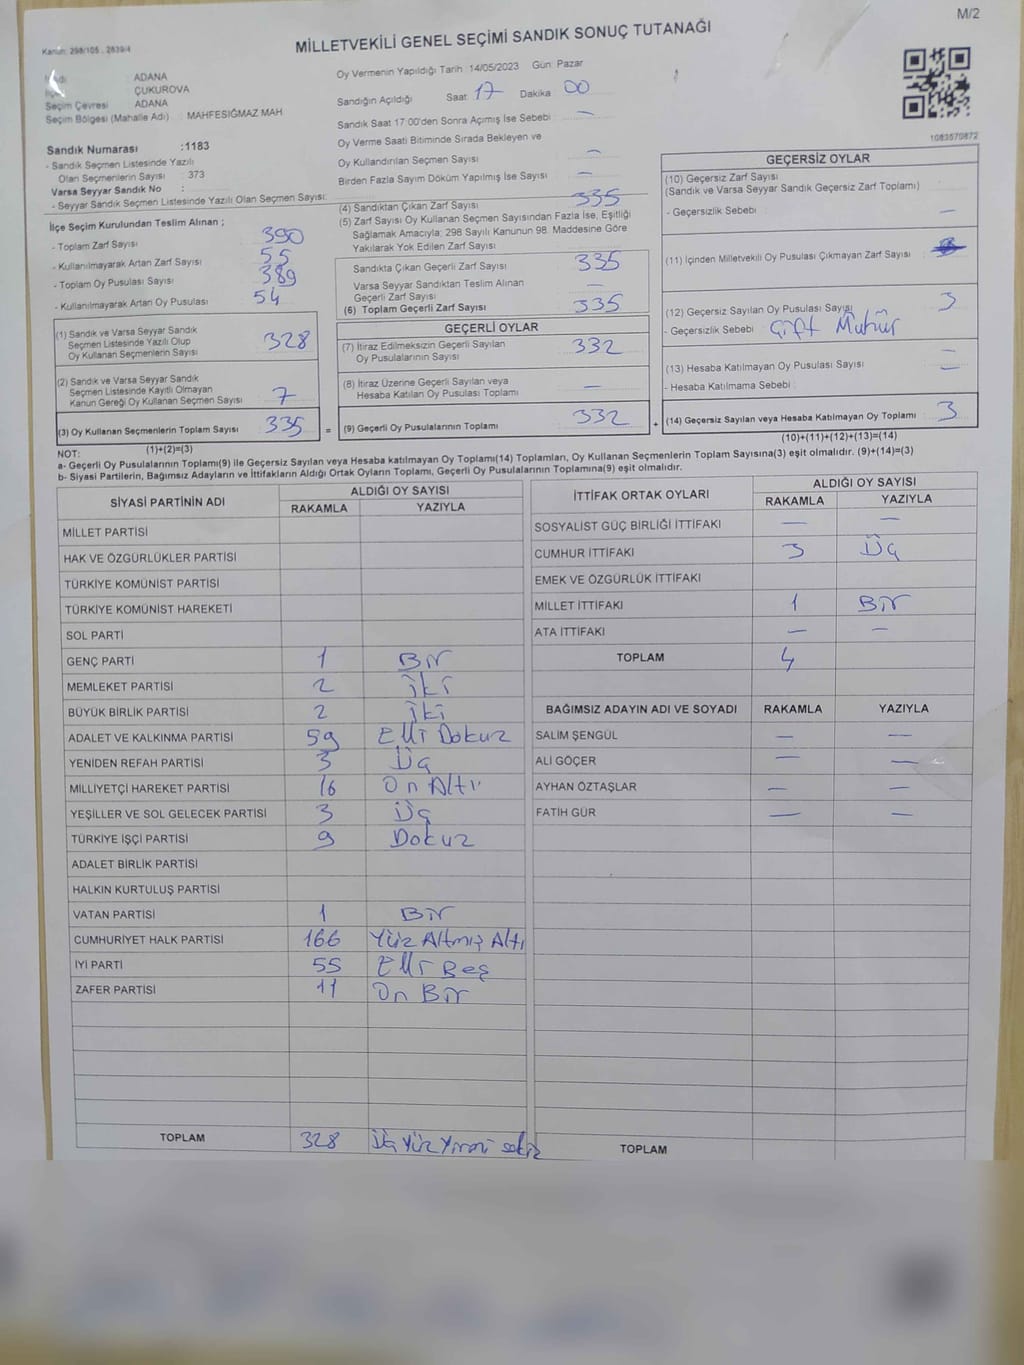 M/2
Kanun: 298/105, 2839/4
MİLLETVEKİLİ GENEL SEÇİMİ SANDIK SONUÇ TUTANAĞI
ADANA
ÇUKUROVA
Seçim Çevresi ADANA
Seçim Bölgesi (Mahalle Adı) : MAHFESIĞMAZ MAH
Oy Vermenin Yapıldığı Tarih :14/05/2023 Gün: Pazar
Sandığın Açıldığı Saat 17 Dakika 00
Sandık Saat 17:00'den Sonra Açımış İse Sebebi : —
Oy Verme Saati Bitiminde Sırada Bekleyen ve
Oy Kullandırılan Seçmen Sayısı —
Birden Fazla Sayım Döküm Yapılmış İse Sayısı —
1083570872
Sandık Numarası :1183
- Sandık Seçmen Listesinde Yazılı
Olan Seçmenlerin Sayısı : 373
Varsa Seyyar Sandık No :
- Seyyar Sandık Seçmen Listesinde Yazılı Olan Seçmen Sayısı:
İlçe Seçim Kurulundan Teslim Alınan ;
- Toplam Zarf Sayısı 390
- Kullanılmayarak Artan Zarf Sayısı 55
- Toplam Oy Pusulası Sayısı 389
- Kullanılmayarak Artan Oy Pusulası 54
(1) Sandık ve Varsa Seyyar Sandık
Seçmen Listesinde Yazılı Olup
Oy Kullanan Seçmenlerin Sayısı 328
(2) Sandık ve Varsa Seyyar Sandık
Seçmen Listesinde Kayıtlı Olmayan
Kanun Gereği Oy Kullanan Seçmen Sayısı 7
(3) Oy Kullanan Seçmenlerin Toplam Sayısı 335
(1)+(2)=(3)
(4) Sandıktan Çıkan Zarf Sayısı 335
(5) Zarf Sayısı Oy Kullanan Seçmen Sayısından Fazla İse, Eşitliği
Sağlamak Amacıyla; 298 Sayılı Kanunun 98. Maddesine Göre
Yakılarak Yok Edilen Zarf Sayısı
Sandıkta Çıkan Geçerli Zarf Sayısı 335
Varsa Seyyar Sandıktan Teslim Alınan
Geçerli Zarf Sayısı —
(6) Toplam Geçerli Zarf Sayısı 335
GEÇERLİ OYLAR
(7) İtiraz Edilmeksizin Geçerli Sayılan
Oy Pusulalarının Sayısı 332
(8) İtiraz Üzerine Geçerli Sayılan veya
Hesaba Katılan Oy Pusulası Toplamı —
= (9) Geçerli Oy Pusulalarının Toplamı 332
GEÇERSİZ OYLAR
(10) Geçersiz Zarf Sayısı
(Sandık ve Varsa Seyyar Sandık Geçersiz Zarf Toplamı)
- Geçersizlik Sebebi : —
(11) İçinden Milletvekili Oy Pusulası Çıkmayan Zarf Sayısı
(12) Geçersiz Sayılan Oy Pusulası Sayısı 3
- Geçersizlik Sebebi : Çift Mühür
(13) Hesaba Katılmayan Oy Pusulası Sayısı —
- Hesaba Katılmama Sebebi : —
+ (14) Geçersiz Sayılan veya Hesaba Katılmayan Oy Toplamı 3
(10)+(11)+(12)+(13)=(14)
NOT:
a- Geçerli Oy Pusulalarının Toplamı(9) ile Geçersiz Sayılan veya Hesaba Katılmayan Oy Toplamı(14) Toplamları, Oy Kullanan Seçmenlerin Toplam Sayısına(3) eşit olmalıdır. (9)+(14)=(3)
b- Siyasi Partilerin, Bağımsız Adayların ve İttifakların Aldığı Ortak Oyların Toplamı, Geçerli Oy Pusulalarının Toplamına(9) eşit olmalıdır.
SİYASİ PARTİNİN ADI ALDIĞI OY SAYISI
RAKAMLA YAZIYLA
MİLLET PARTİSİ
HAK VE ÖZGÜRLÜKLER PARTİSİ
TÜRKİYE KOMÜNİST PARTİSİ
TÜRKİYE KOMÜNİST HAREKETİ
SOL PARTİ
GENÇ PARTİ 1 Bir
MEMLEKET PARTİSİ 2 İki
BÜYÜK BİRLİK PARTİSİ 2 İki
ADALET VE KALKINMA PARTİSİ 59 Elli Dokuz
YENİDEN REFAH PARTİSİ 3 Üç
MİLLİYETÇİ HAREKET PARTİSİ 16 On Altı
YEŞİLLER VE SOL GELECEK PARTİSİ 3 Üç
TÜRKİYE İŞÇİ PARTİSİ 9 Dokuz
ADALET BİRLİK PARTİSİ
HALKIN KURTULUŞ PARTİSİ
VATAN PARTİSİ 1 Bir
CUMHURİYET HALK PARTİSİ 166 Yüz Altmış Altı
İYİ PARTİ 55 Elli Beş
ZAFER PARTİSİ 11 On Bir
TOPLAM 328 Üç Yüz Yirmi sekiz
İTTİFAK ORTAK OYLARI ALDIĞI OY SAYISI
RAKAMLA YAZIYLA
SOSYALİST GÜÇ BİRLİĞİ İTTİFAKI — —
CUMHUR İTTİFAKI 3 Üç
EMEK VE ÖZGÜRLÜK İTTİFAKI
MİLLET İTTİFAKI 1 Bir
ATA İTTİFAKI — —
TOPLAM 4
BAĞIMSIZ ADAYIN ADI VE SOYADI RAKAMLA YAZIYLA
SALİM ŞENGÜL — —
ALİ GÖÇER — —
AYHAN ÖZTAŞLAR — —
FATİH GÜR — —
TOPLAM